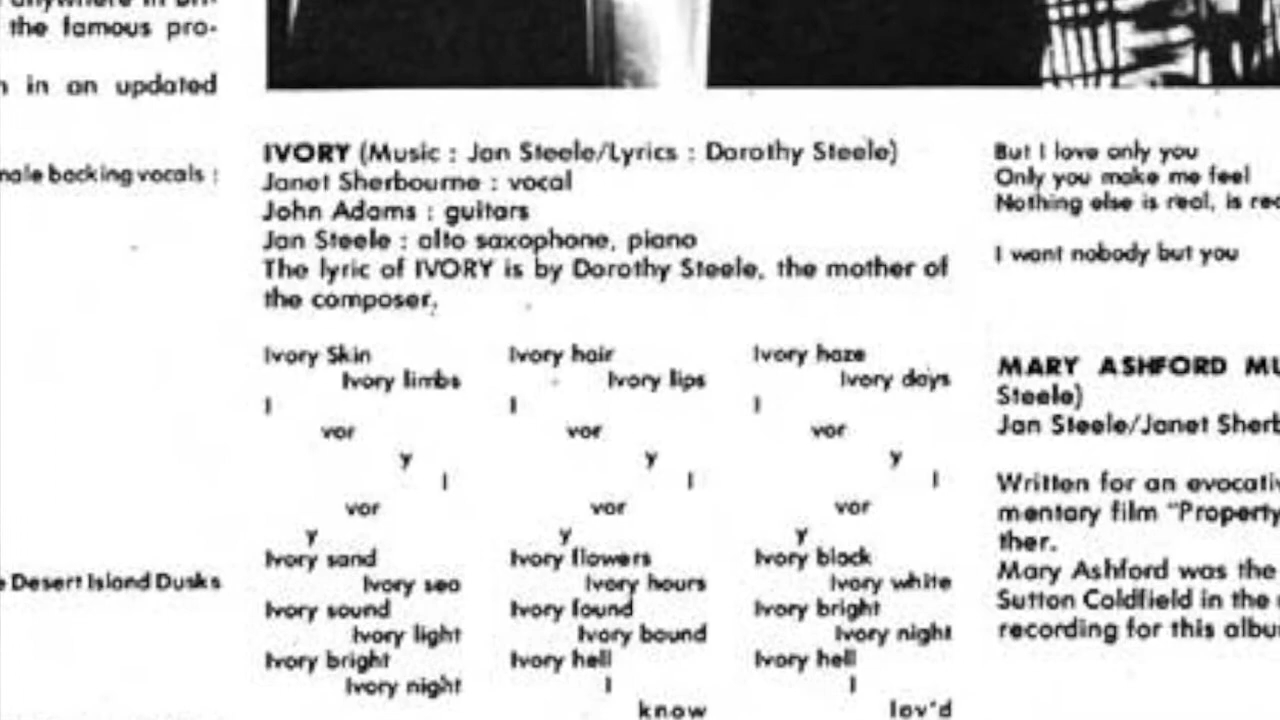 anywhere in
the famous pro-
in an updated
backing vocals :
Desert Island Dusks
IVORY (Music : Jan Steele/Lyrics : Dorothy Steele)
Janet Sherbourne : vocal
John Adams : guitars
Jan Steele : alto saxophone, piano
The lyric of IVORY is by Dorothy Steele, the mother of
the composer.
Ivory Skin
Ivory limbs
I
vor
y
I
vor
y
Ivory sand
Ivory sea
Ivory sound
Ivory light
Ivory bright
Ivory night
Ivory hair
Ivory lips
I
vor
y
I
vor
y
Ivory flowers
Ivory hours
Ivory found
Ivory bound
Ivory hell
I
know
Ivory haze
Ivory days
I
vor
y
I
vor
y
Ivory black
Ivory white
Ivory bright
Ivory night
Ivory hell
I
lov'd
But I love only you
Only you make me feel
Nothing else is real, is
I want nobody but you
MARY ASHFORD
Steele)
Jan Steele/Janet
Written for an
mentary film "Property
ther.
Mary Ashford was the
Sutton Coldfield in the
recording for this